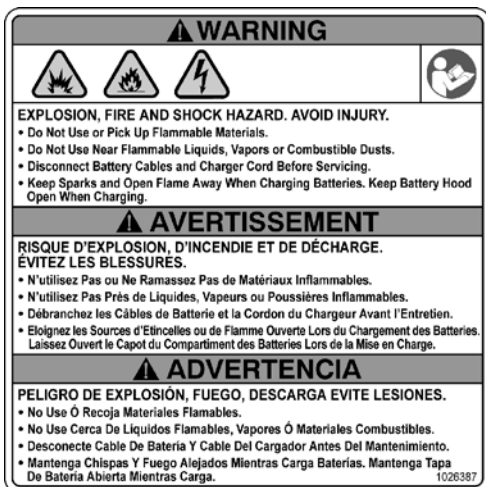 WARNING
EXPLOSION, FIRE AND SHOCK HAZARD. AVOID INJURY.
• Do Not Use or Pick Up Flammable Materials.
• Do Not Use Near Flammable Liquids, Vapors or Combustible Dusts.
• Disconnect Battery Cables and Charger Cord Before Servicing.
• Keep Sparks and Open Flame Away When Charging Batteries. Keep Battery Hood
Open When Charging.
AVERTISSEMENT
RISQUE D'EXPLOSION, D'INCENDIE ET DE DÉCHARGE.
ÉVITEZ LES BLESSURES.
• N'utilisez Pas ou Ne Ramassez Pas de Matériaux Inflammables.
• N'utilisez Pas Près de Liquides, Vapeurs ou Poussières Inflammables.
• Débranchez les Câbles de Batterie et la Cordon du Chargeur Avant l'Entretien.
• Eloignez les Sources d'Etincelles ou de Flamme Ouverte Lors du Chargement des Batteries.
Laissez Ouvert le Capot du Compartiment des Batteries Lors de la Mise en Charge.
ADVERTENCIA
PELIGRO DE EXPLOSIÓN, FUEGO, DESCARGA EVITE LESIONES.
• No Use Ó Recoja Materiales Flamables.
• No Use Cerca De Líquidos Flamables, Vapores Ó Materiales Combustibles.
• Desconecte Cable De Batería Y Cable Del Cargador Antes Del Mantenimiento.
• Mantenga Chispas Y Fuego Alejados Mientras Carga Baterías. Mantenga Tapa
De Batería Abierta Mientras Carga.
1026387